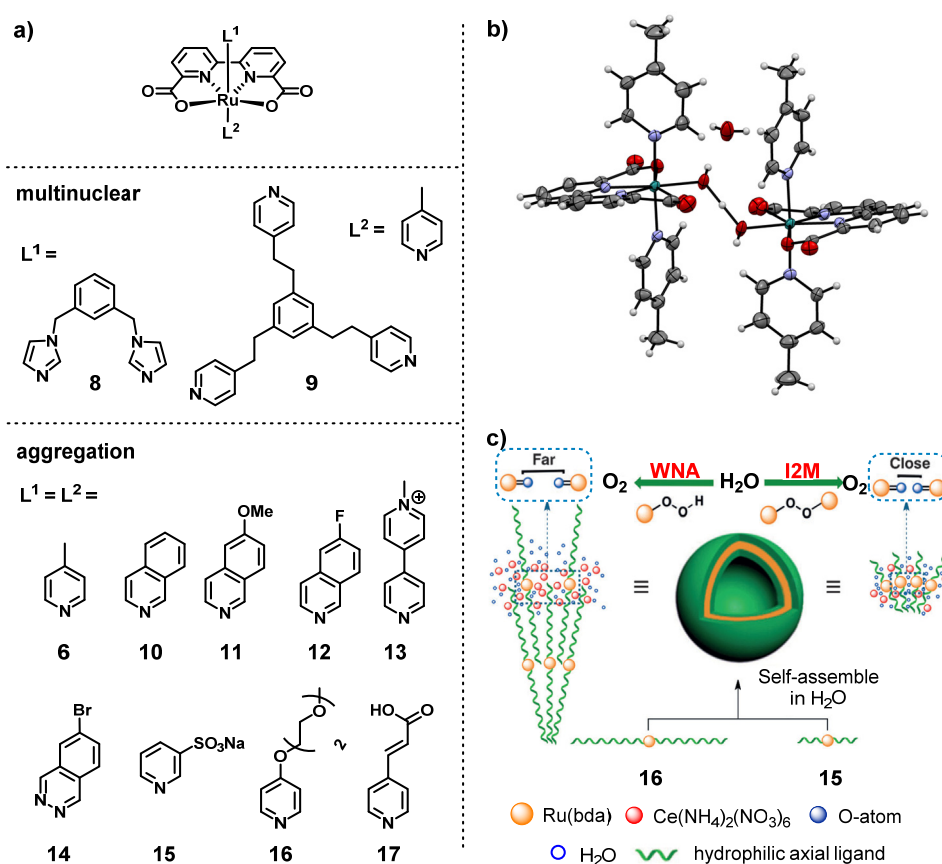 a)
L¹
N N
O O
O Ru O
L²
multinuclear
L¹ =
N N
N N
8
N
N N
9
L² =
N
aggregation
L¹ = L² =
N
6
N
10
OMe
N
11
F
N
12
N ⊕
N
13
Br
N N
14
SO₃Na
N
15
O
O 2
N
16
HO O
N
17
b)
c)
Far
O₂ WNA H₂O I2M O₂
Close
O O H
O O
≡ ≡
Self-assemble
in H₂O
16 15
Ru(bda) Ce(NH₄)₂(NO₃)₆ O-atom
H₂O hydrophilic axial ligand